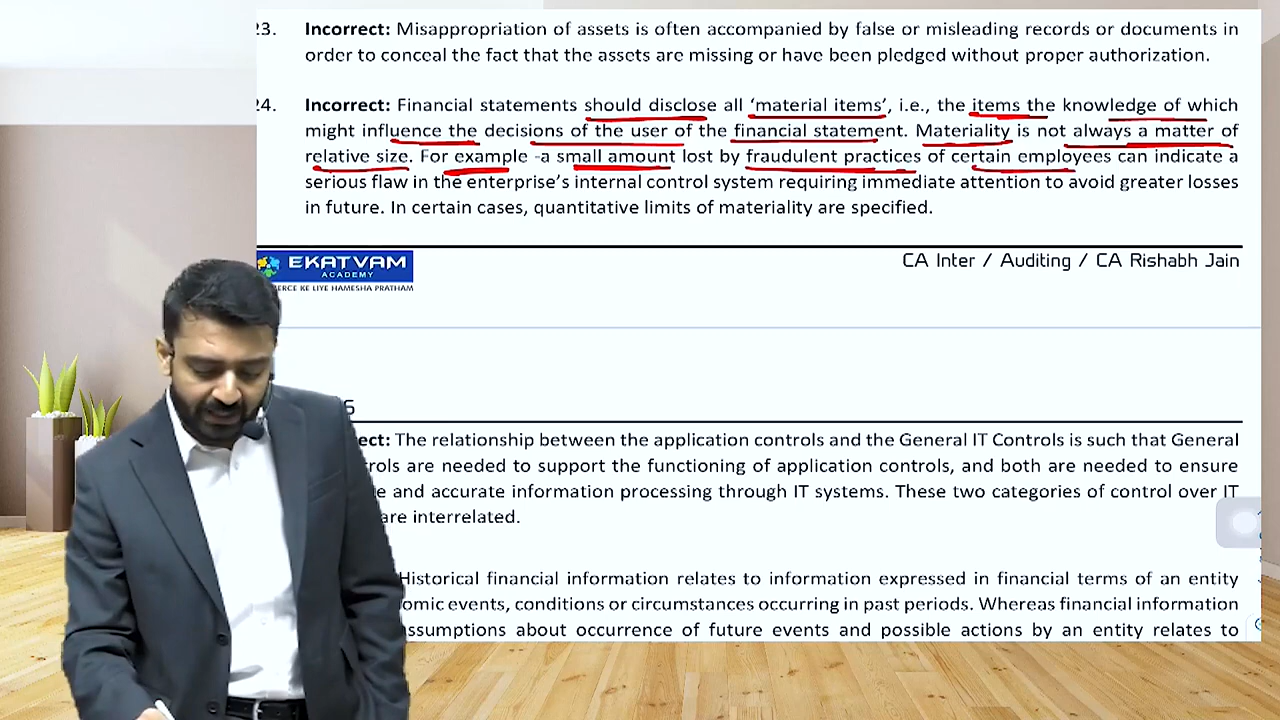 23. Incorrect: Misappropriation of assets is often accompanied by false or misleading records or documents in
order to conceal the fact that the assets are missing or have been pledged without proper authorization.
24. Incorrect: Financial statements should disclose all ‘material items’, i.e., the items the knowledge of which
might influence the decisions of the user of the financial statement. Materiality is not always a matter of
relative size. For example -a small amount lost by fraudulent practices of certain employees can indicate a
serious flaw in the enterprise’s internal control system requiring immediate attention to avoid greater losses
in future. In certain cases, quantitative limits of materiality are specified.
EKATVAM
ACADEMY
ERCE KE LIYE HAMESHA PRATHAM
CA Inter / Auditing / CA Rishabh Jain
ect: The relationship between the application controls and the General IT Controls is such that General
rols are needed to support the functioning of application controls, and both are needed to ensure
e and accurate information processing through IT systems. These two categories of control over IT
are interrelated.
Historical financial information relates to information expressed in financial terms of an entity
omic events, conditions or circumstances occurring in past periods. Whereas financial information
assumptions about occurrence of future events and possible actions by an entity relates to